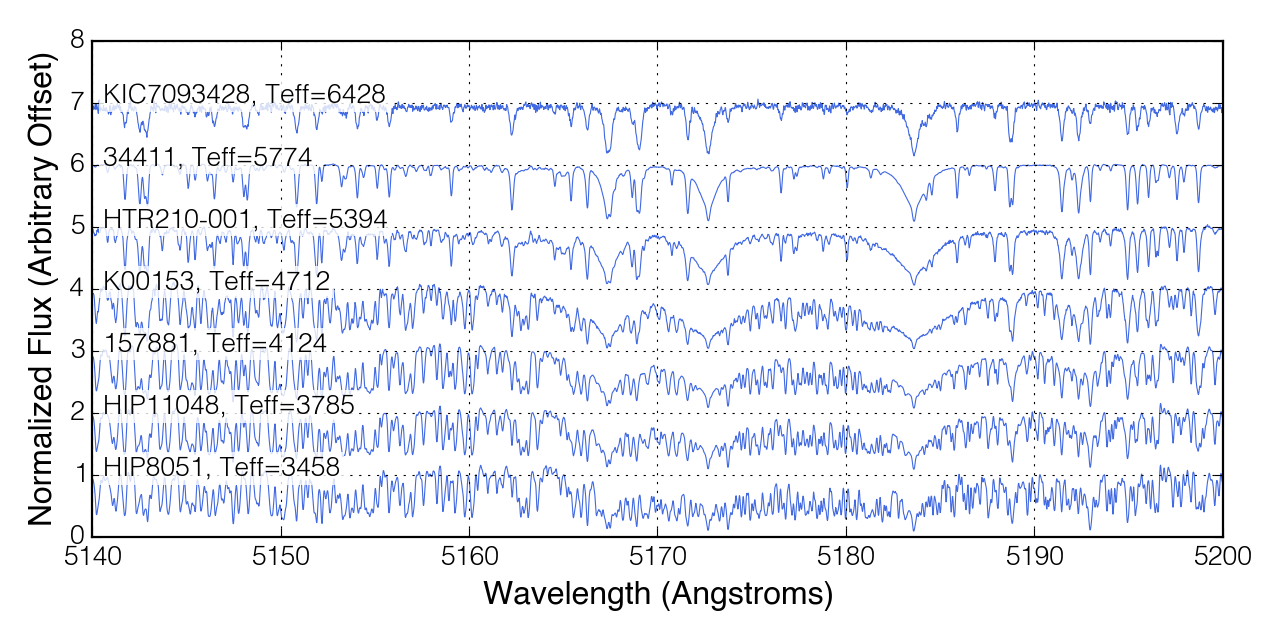 Normalized Flux (Arbitrary Offset)
8
7
6
5
4
3
2
1
0
KIC7093428, Teff=6428
34411, Teff=5774
HTR210-001, Teff=5394
K00153, Teff=4712
157881, Teff=4124
HIP11048, Teff=3785
HIP8051, Teff=3458
5140 5150 5160 5170 5180 5190 5200
Wavelength (Angstroms)